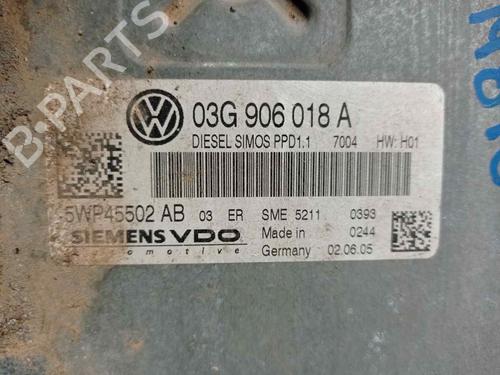 B-PARTS
03G 906 018 A
DIESEL SIMOS PPD1.1 7004 HW: H01
5WP45502 AB 03 ER SME 5211 0393
SIEMENS VDO Made in 0244
omotive Germany 02.06.05